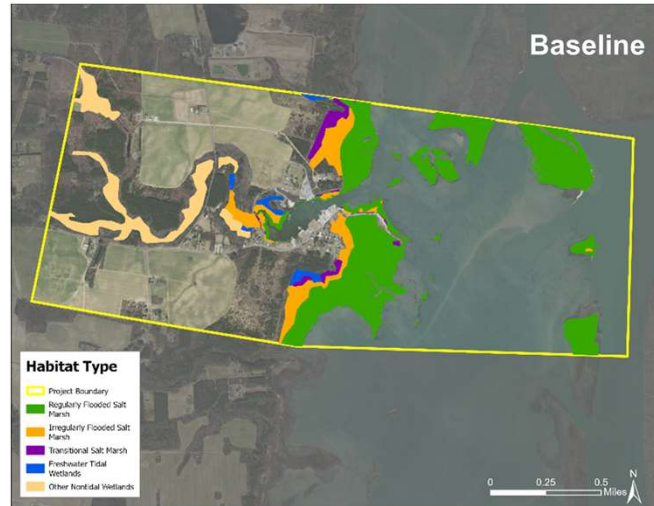 Baseline
Habitat Type
Project Boundary
Regularly Flooded Salt
Marsh
Irregularly Flooded Salt
Marsh
Transitional Salt Marsh
Freshwater Tidal
Wetlands
Other Nontidal Wetlands
0 0.25 0.5
Miles
N